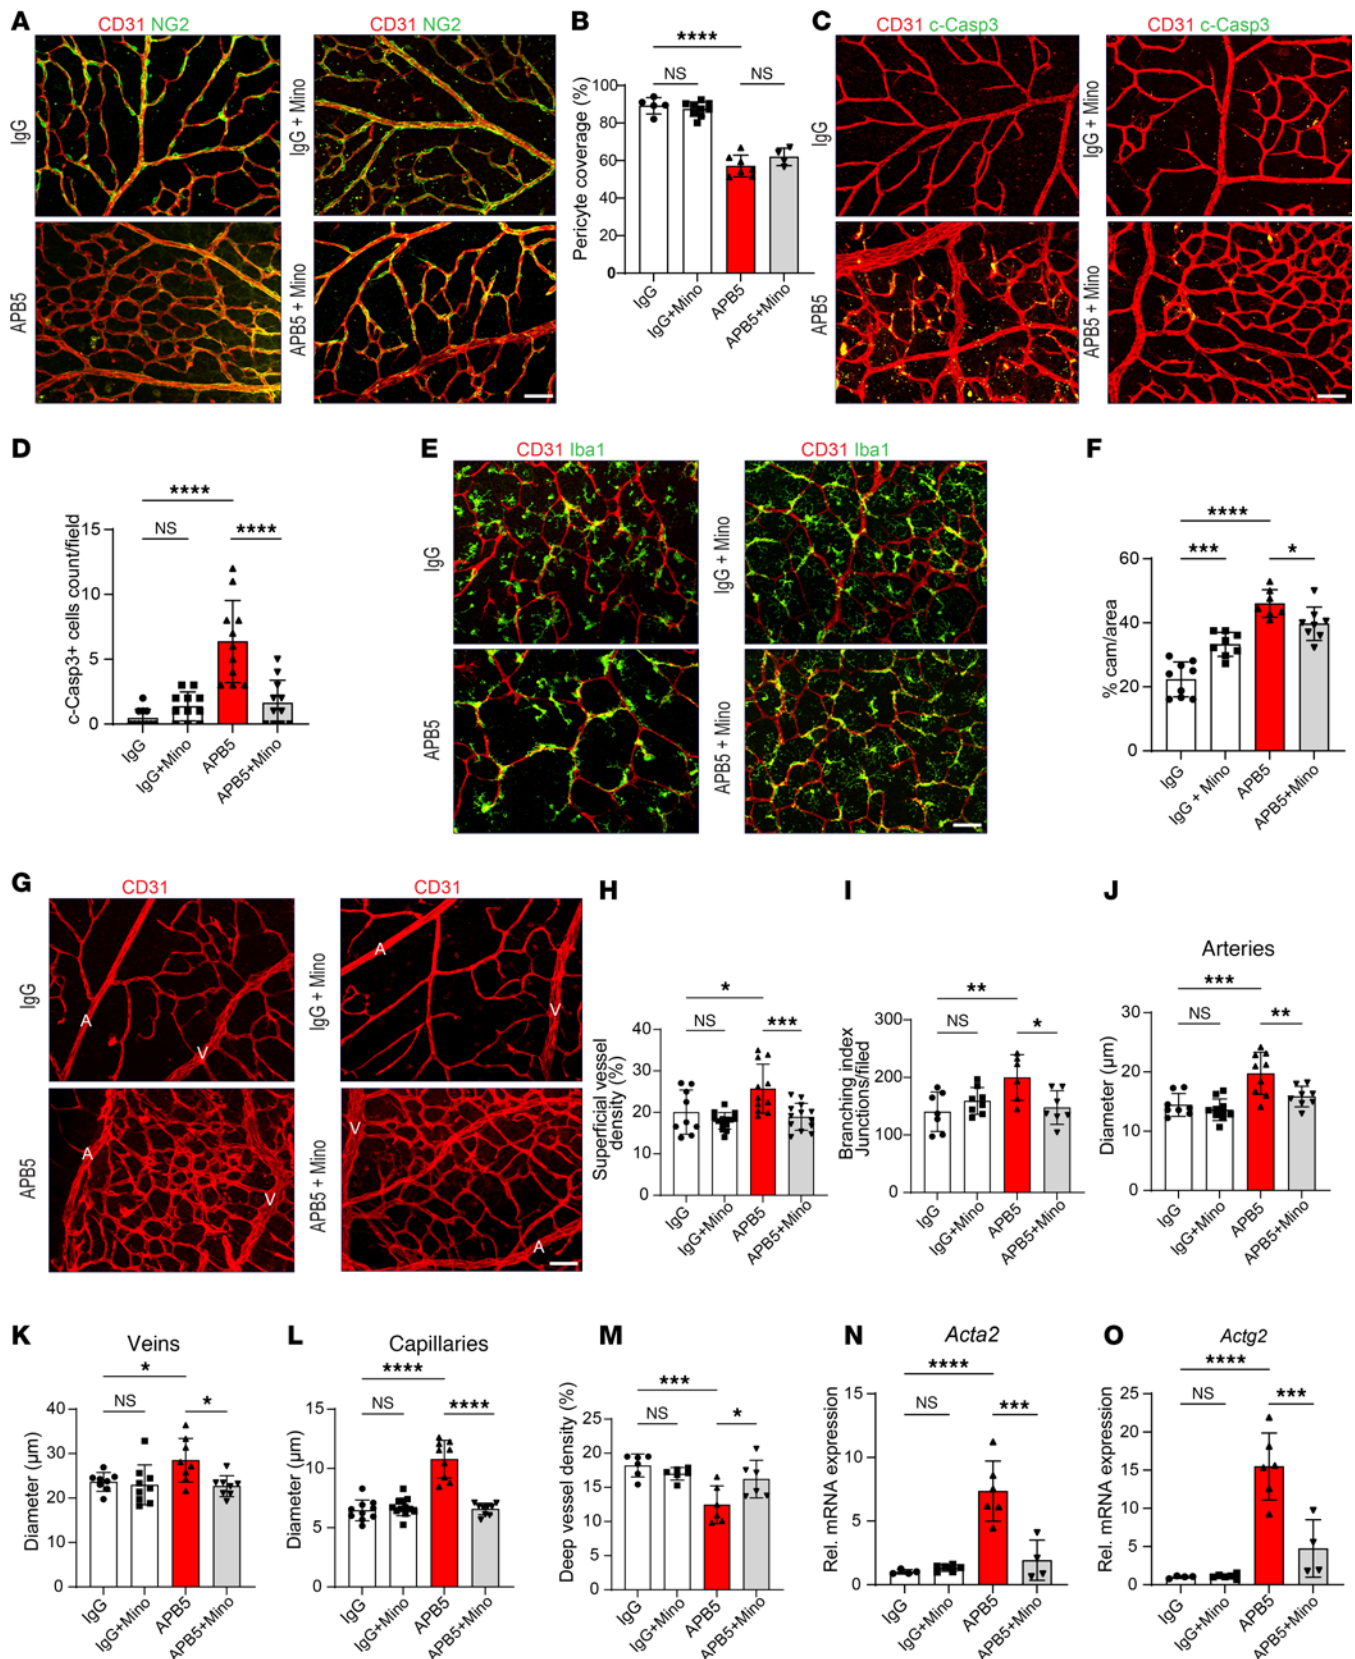 A
CD31 NG2
CD31 NG2
IgG
IgG + Mino
APB5
APB5 + Mino
B
****
NS
NS
Pericyte coverage (%)
100
80
60
40
20
0
IgG
IgG+Mino
APB5
APB5+Mino
C
CD31 c-Casp3
CD31 c-Casp3
IgG
IgG + Mino
APB5
APB5 + Mino
D
****
NS
****
c-Casp3+ cells count/field
15
10
5
0
IgG
IgG+Mino
APB5
APB5+Mino
E
CD31 Iba1
CD31 Iba1
IgG
IgG + Mino
APB5
APB5 + Mino
F
****
***
*
% cam/area
60
40
20
0
IgG
IgG + Mino
APB5
APB5+Mino
G
CD31
CD31
IgG
A
V
IgG + Mino
A
V
APB5
A
V
APB5 + Mino
V
A
H
*
NS
***
Superficial vessel
density (%)
40
30
20
10
0
IgG
IgG+Mino
APB5
APB5+Mino
I
**
NS
*
Branching index
Junctions/filed
300
200
100
0
IgG
IgG+Mino
APB5
APB5+Mino
J
Arteries
***
NS
**
Diameter (μm)
30
20
10
0
IgG
IgG+Mino
APB5
APB5+Mino
K
Veins
*
NS
*
Diameter (μm)
40
30
20
10
0
IgG
IgG+Mino
APB5
APB5+Mino
L
Capillaries
****
NS
****
Diameter (μm)
15
10
5
0
IgG
IgG+Mino
APB5
APB5+Mino
M
***
NS
*
Deep vessel density (%)
25
20
15
10
5
0
IgG
IgG+Mino
APB5
APB5+Mino
N
Acta2
****
NS
***
Rel. mRNA expression
15
10
5
0
IgG
IgG+Mino
APB5
APB5+Mino
O
Actg2
****
NS
***
Rel. mRNA expression
25
20
15
10
5
0
IgG
IgG+Mino
APB5
APB5+Mino